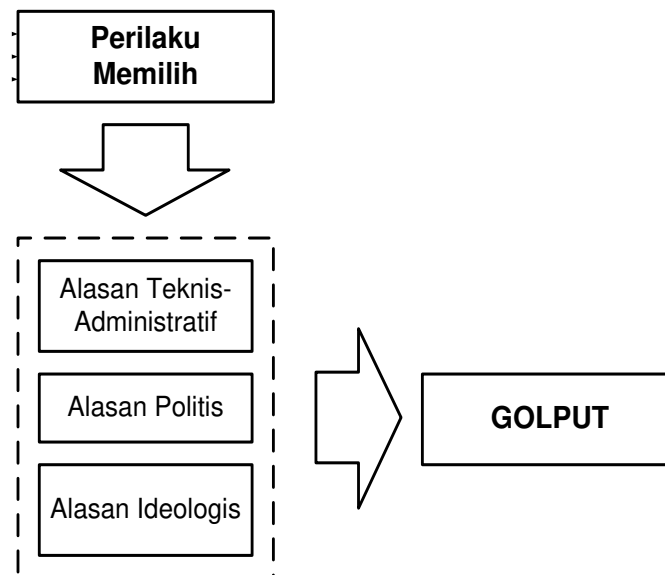 Perilaku
Memilih
Alasan Teknis-
Administratif
Alasan Politis
Alasan Ideologis
GOLPUT